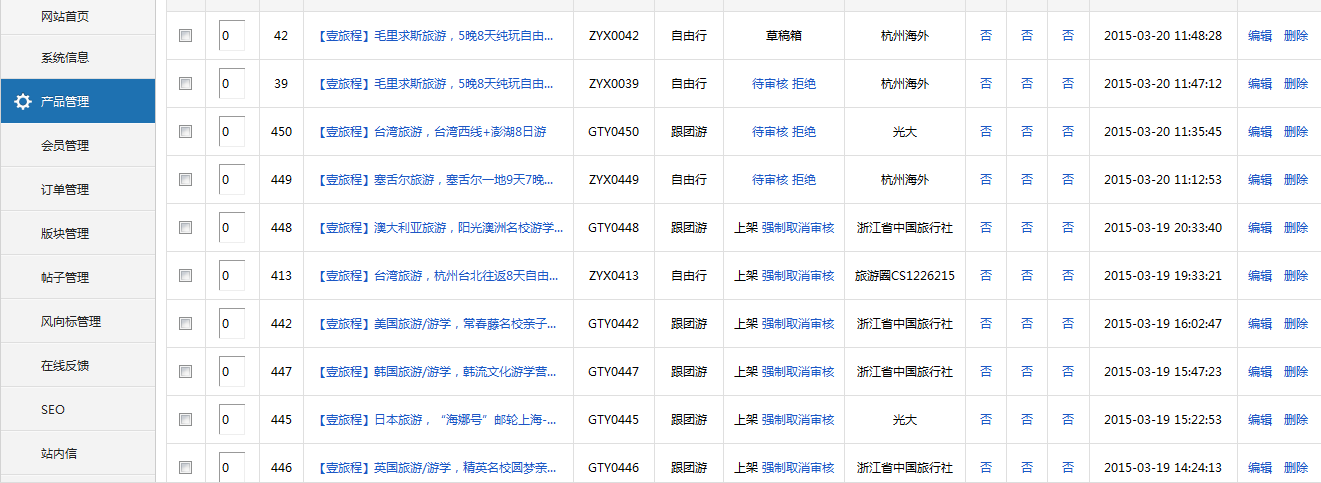 网站首页
系统信息
产品管理
会员管理
订单管理
版块管理
帖子管理
风向标管理
在线反馈
SEO
站内信
0 42 【壹旅程】毛里求斯旅游，5晚8天纯玩自由... ZYX0042 自由行 草稿箱 杭州海外 否 否 否 2015-03-20 11:48:28 编辑 删除
0 39 【壹旅程】毛里求斯旅游，5晚8天纯玩自由... ZYX0039 自由行 待审核 拒绝 杭州海外 否 否 否 2015-03-20 11:47:12 编辑 删除
0 450 【壹旅程】台湾旅游，台湾西线+澎湖8日游 GTY0450 跟团游 待审核 拒绝 光大 否 否 否 2015-03-20 11:35:45 编辑 删除
0 449 【壹旅程】塞舌尔旅游，塞舌尔一地9天7晚... ZYX0449 自由行 待审核 拒绝 杭州海外 否 否 否 2015-03-20 11:12:53 编辑 删除
0 448 【壹旅程】澳大利亚旅游，阳光澳洲名校游学... GTY0448 跟团游 上架 强制取消审核 浙江省中国旅行社 否 否 否 2015-03-19 20:33:40 编辑 删除
0 413 【壹旅程】台湾旅游，杭州台北往返8天自由... ZYX0413 自由行 上架 强制取消审核 旅游圈CS1226215 否 否 否 2015-03-19 19:33:21 编辑 删除
0 442 【壹旅程】美国旅游/游学，常春藤名校亲子... GTY0442 跟团游 上架 强制取消审核 浙江省中国旅行社 否 否 否 2015-03-19 16:02:47 编辑 删除
0 447 【壹旅程】韩国旅游/游学，韩流文化游学营... GTY0447 跟团游 上架 强制取消审核 浙江省中国旅行社 否 否 否 2015-03-19 15:47:23 编辑 删除
0 445 【壹旅程】日本旅游，“海娜号”邮轮上海-... GTY0445 跟团游 上架 强制取消审核 光大 否 否 否 2015-03-19 15:22:53 编辑 删除
0 446 【壹旅程】英国旅游/游学，精英名校圆梦亲... GTY0446 跟团游 上架 强制取消审核 浙江省中国旅行社 否 否 否 2015-03-19 14:24:13 编辑 删除